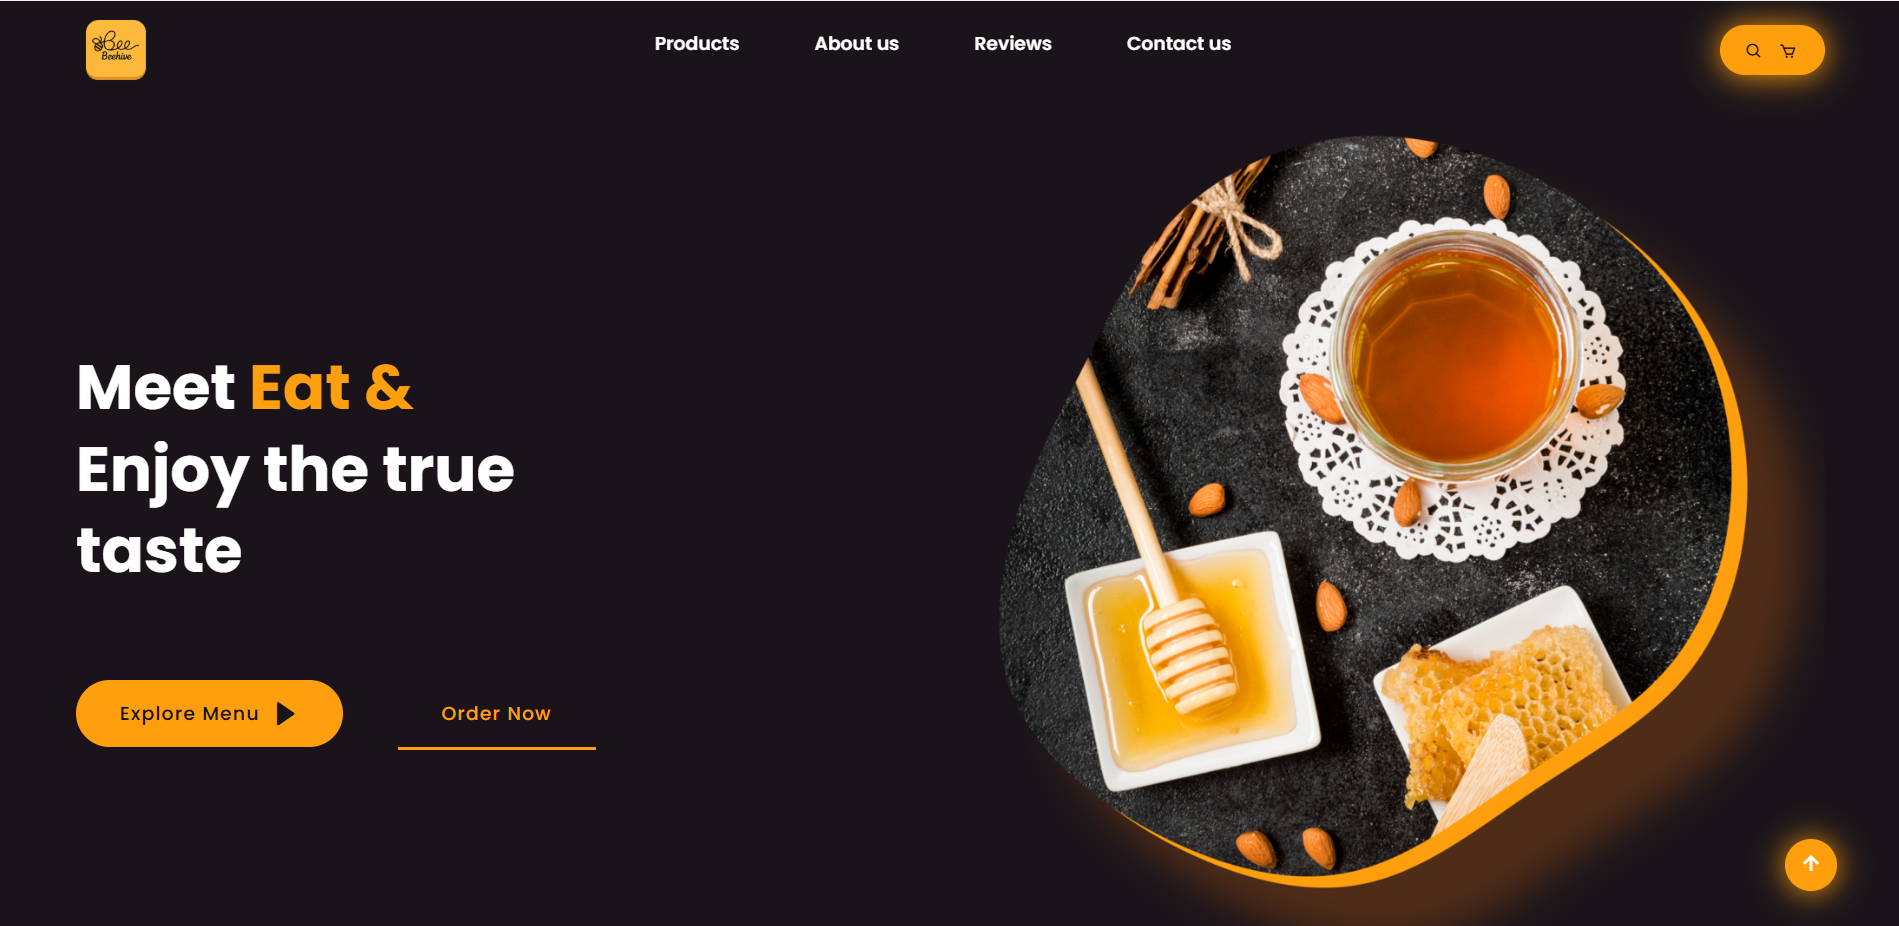 Bee
Beehive
Products
About us
Reviews
Contact us
Meet Eat &
Enjoy the true
taste
Explore Menu
Order Now